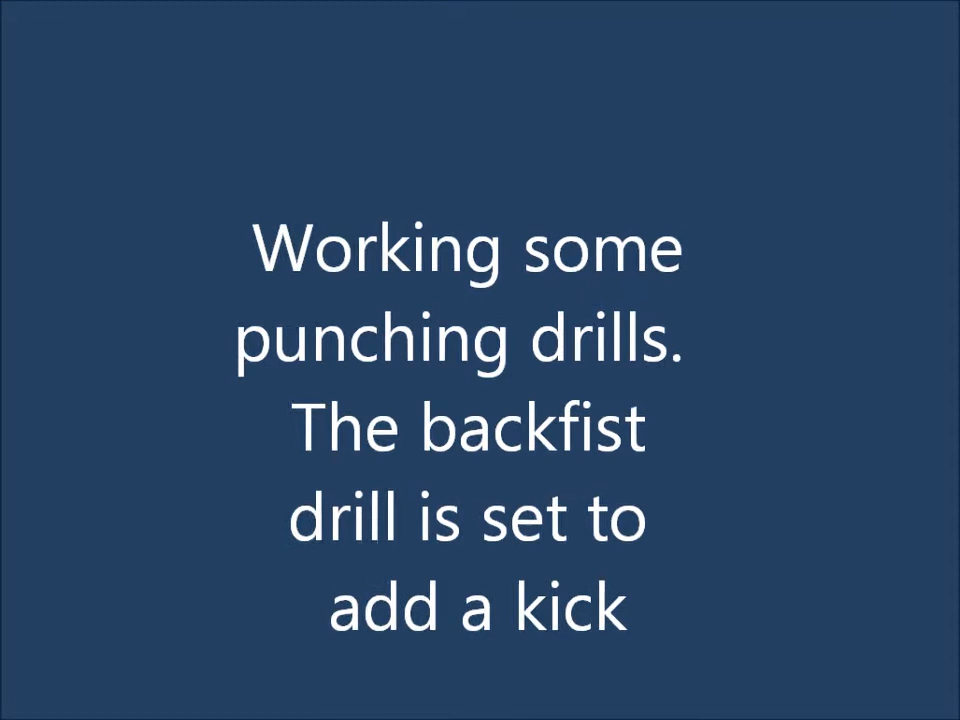 Working some
punching drills.
The backfist
drill is set to
add a kick